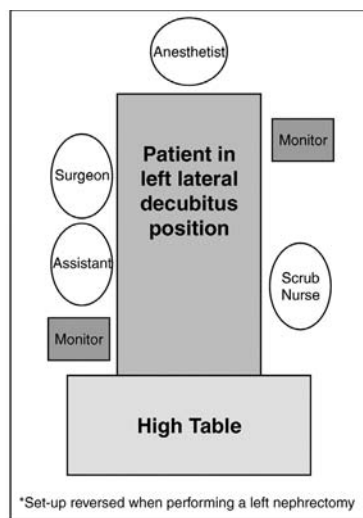 Anesthetist
Monitor
Patient in
left lateral
decubitus
position
Surgeon
Assistant
Scrub
Nurse
Monitor
High Table
*Set-up reversed when performing a left nephrectomy